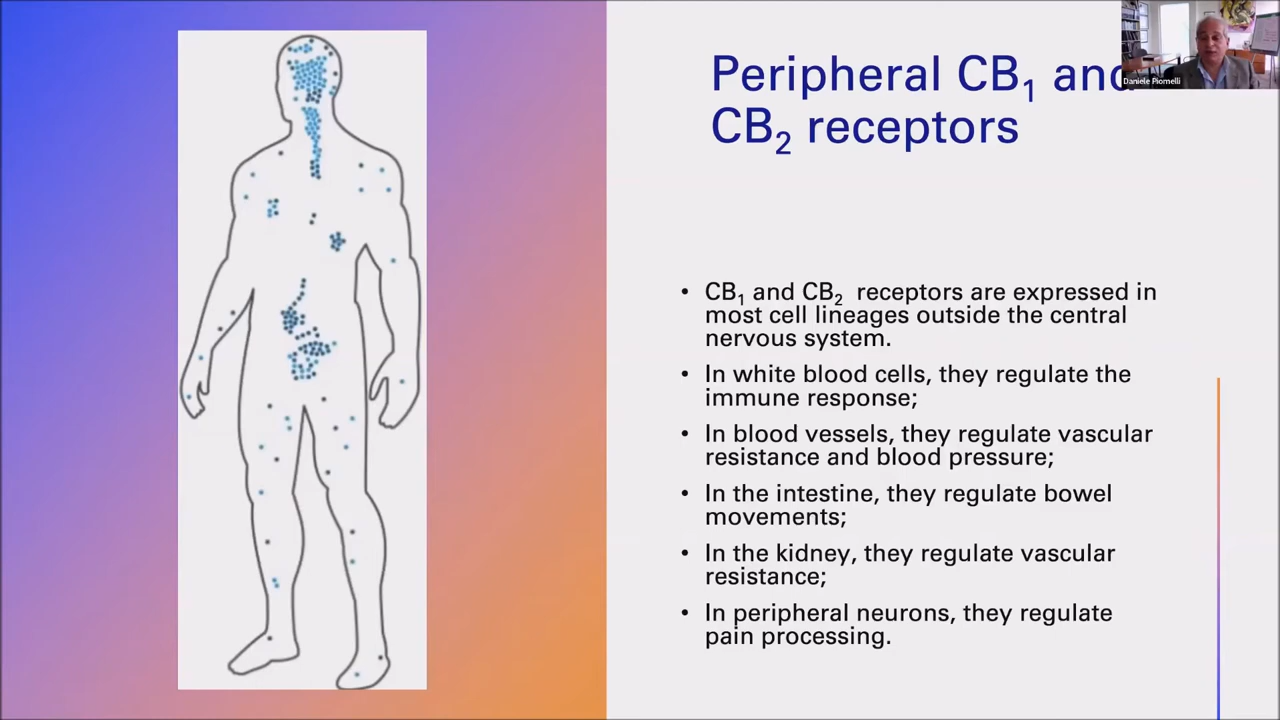 Peripheral CB₁ and
CB₂ receptors
Daniele Piomelli
• CB₁ and CB₂ receptors are expressed in
most cell lineages outside the central
nervous system.
• In white blood cells, they regulate the
immune response;
• In blood vessels, they regulate vascular
resistance and blood pressure;
• In the intestine, they regulate bowel
movements;
• In the kidney, they regulate vascular
resistance;
• In peripheral neurons, they regulate
pain processing.